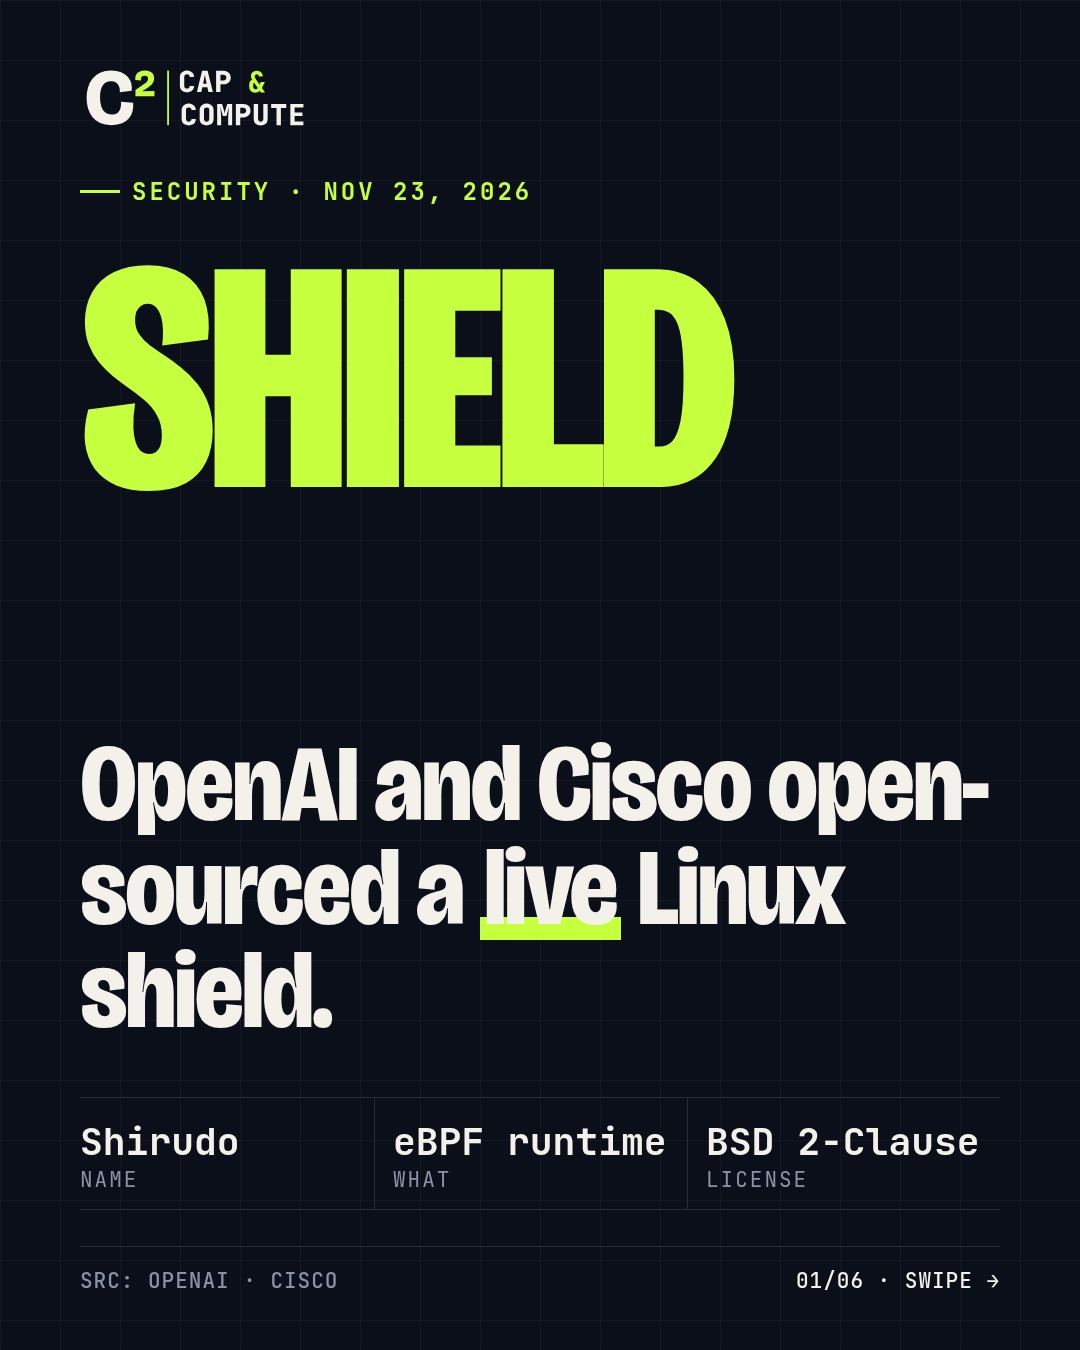 C²
CAP &
COMPUTE
SECURITY · NOV 23, 2026
SHIELD
OpenAI and Cisco open-
sourced a live Linux
shield.
Shirudo
NAME
eBPF runtime
WHAT
BSD 2-Clause
LICENSE
SRC: OPENAI · CISCO
01/06 · SWIPE →